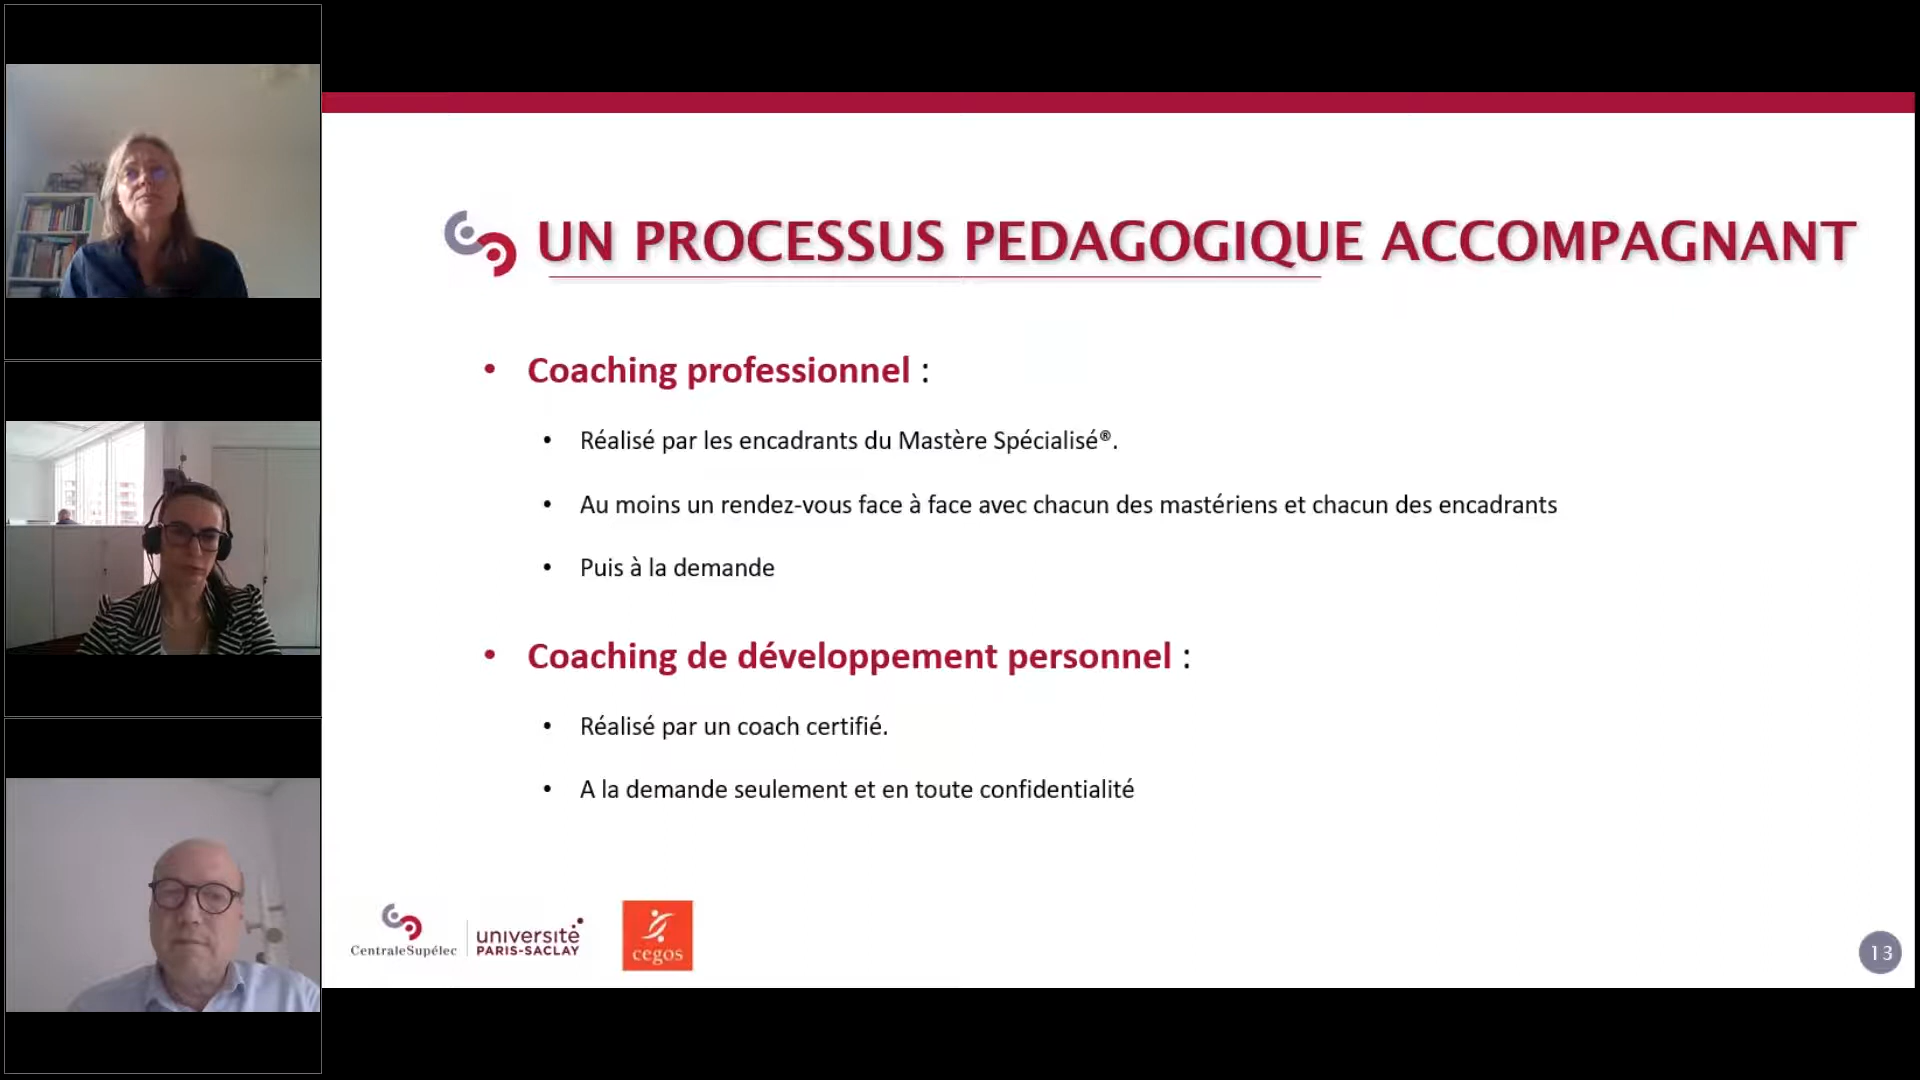 UN PROCESSUS PEDAGOGIQUE ACCOMPAGNANT
• Coaching professionnel :
• Réalisé par les encadrants du Mastère Spécialisé®.
• Au moins un rendez-vous face à face avec chacun des mastériens et chacun des encadrants
• Puis à la demande
• Coaching de développement personnel :
• Réalisé par un coach certifié.
• A la demande seulement et en toute confidentialité
CentraleSupélec
université
PARIS-SACLAY
cegos
13